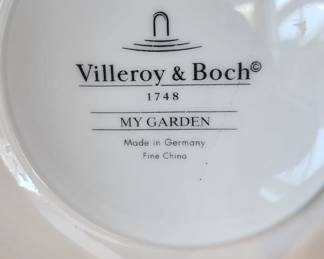 Villeroy & Boch©
1748
MY GARDEN
Made in Germany
Fine China